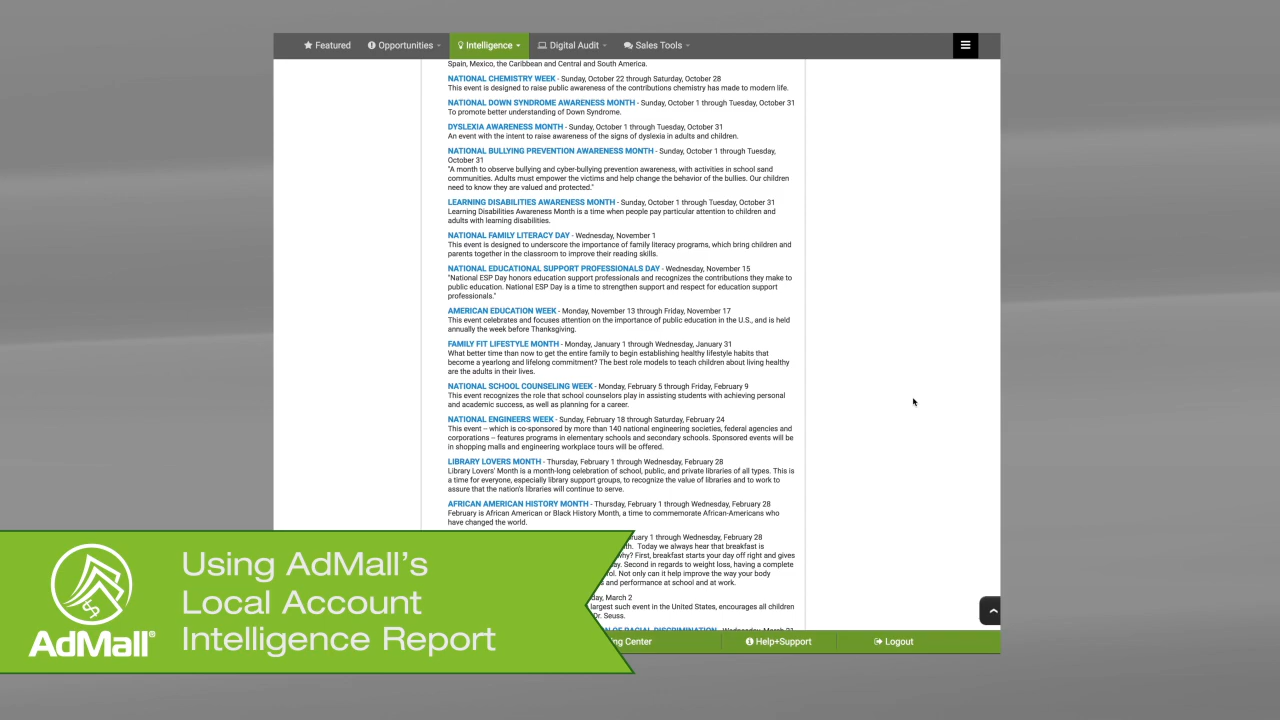 Featured
Opportunities
Intelligence
Digital Audit
Sales Tools
Spain, Mexico, the Caribbean and Central and South America.
NATIONAL CHEMISTRY WEEK - Sunday, October 22 through Saturday, October 28
This event is designed to raise public awareness of the contributions chemistry has made to modern life.
NATIONAL DOWN SYNDROME AWARENESS MONTH - Sunday, October 1 through Tuesday, October 31
To promote better understanding of Down Syndrome.
DYSLEXIA AWARENESS MONTH - Sunday, October 1 through Tuesday, October 31
An event with the intent to raise awareness of the signs of dyslexia in adults and children.
NATIONAL BULLYING PREVENTION AWARENESS MONTH - Sunday, October 1 through Tuesday,
October 31
"A month to observe bullying and cyber-bullying prevention awareness, with activities in school sand
communities. Adults must empower the victims and help change the behavior of the bullies. Our children
need to know they are valued and protected."
LEARNING DISABILITIES AWARENESS MONTH - Sunday, October 1 through Tuesday, October 31
Learning Disabilities Awareness Month is a time when people pay particular attention to children and
adults with learning disabilities.
NATIONAL FAMILY LITERACY DAY - Wednesday, November 1
This event is designed to underscore the importance of family literacy programs, which bring children and
parents together in the classroom to improve their reading skills.
NATIONAL EDUCATIONAL SUPPORT PROFESSIONALS DAY - Wednesday, November 15
"National ESP Day honors education support professionals and recognizes the contributions they make to
public education. National ESP Day is a time to strengthen support and respect for education support
professionals."
AMERICAN EDUCATION WEEK - Monday, November 13 through Friday, November 17
This event celebrates and focuses attention on the importance of public education in the U.S., and is held
annually the week before Thanksgiving.
FAMILY FIT LIFESTYLE MONTH - Monday, January 1 through Wednesday, January 31
What better time than now to get the entire family to begin establishing healthy lifestyle habits that
become a yearlong and lifelong commitment? The best role models to teach children about living healthy
are the adults in their lives.
NATIONAL SCHOOL COUNSELING WEEK - Monday, February 5 through Friday, February 9
This event recognizes the role that school counselors play in assisting students with achieving personal
and academic success, as well as planning for a career.
NATIONAL ENGINEERS WEEK - Sunday, February 18 through Saturday, February 24
This event – which is co-sponsored by more than 140 national engineering societies, federal agencies and
corporations – features programs in elementary schools and secondary schools. Sponsored events will be
in shopping malls and engineering workplace tours will be offered.
LIBRARY LOVERS MONTH - Thursday, February 1 through Wednesday, February 28
Library Lovers' Month is a month-long celebration of school, public, and private libraries of all types. This is
a time for everyone, especially library support groups, to recognize the value of libraries and to work to
assure that the nation's libraries will continue to serve.
AFRICAN AMERICAN HISTORY MONTH - Thursday, February 1 through Wednesday, February 28
February is African American or Black History Month, a time to commemorate African-Americans who
have changed the world.
ruary 1 through Wednesday, February 28
th. Today we always hear that breakfast is
why? First, breakfast starts your day off right and gives
ay. Second in regards to weight loss, having a complete
rol. Not only can it help improve the way your body
s and performance at school and at work.
day, March 2
largest such event in the United States, encourages all children
Dr. Seuss.
N OF RACIAL DISCRIMINATION - Wednesday, March 21
ng Center
Help+Support
Logout
AdMall®
Using AdMall's
Local Account
Intelligence Report